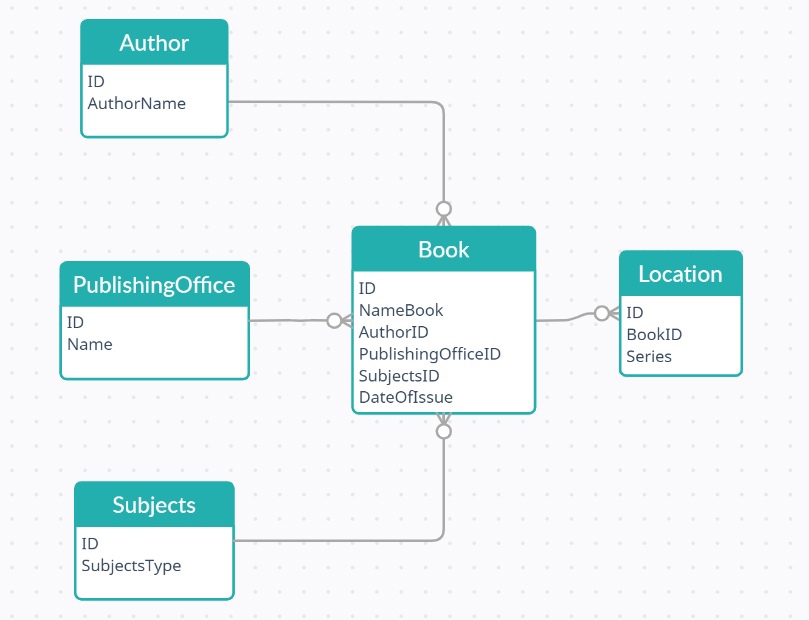 Author
ID
AuthorName
PublishingOffice
ID
Name
Book
ID
NameBook
AuthorID
PublishingOfficeID
SubjectsID
DateOfIssue
Location
ID
BookID
Series
Subjects
ID
SubjectsType